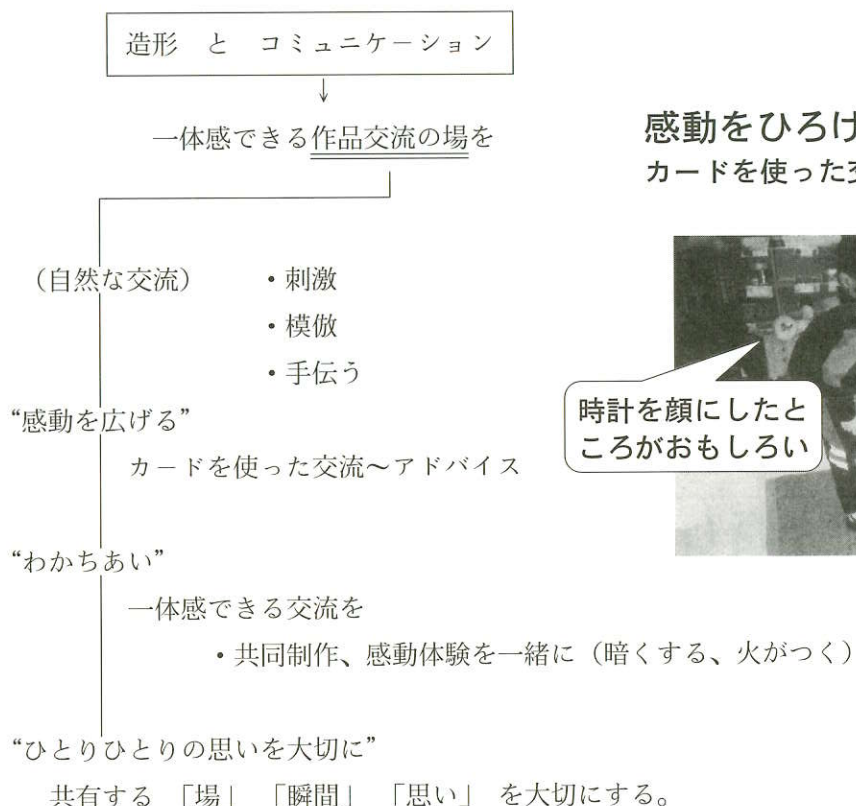 造形 と コミュニケーション
↓
一体感できる作品交流の場を
感動をひろけ
カードを使った
(自然な交流) ・刺激
・模倣
・手伝う
時計を顔にしたと
ころがおもしろい
“感動を広げる”
カードを使った交流～アドバイス
“わかちあい”
一体感できる交流を
・共同制作、感動体験を一緒に(暗くする、火がつく)
“ひとりひとりの思いを大切に”
共有する 「場」 「瞬間」 「思い」 を大切にする。